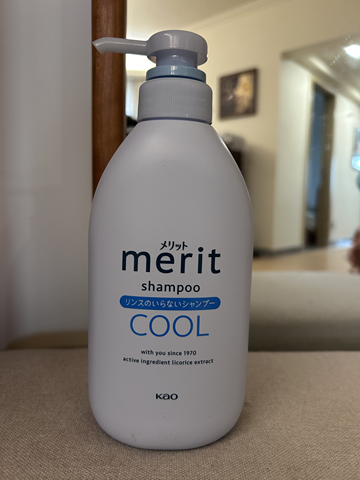 メリット
merit
shampoo
リンスのいらないシャンプー
COOL
with you since 1970
active ingredient licorice extract
Kao